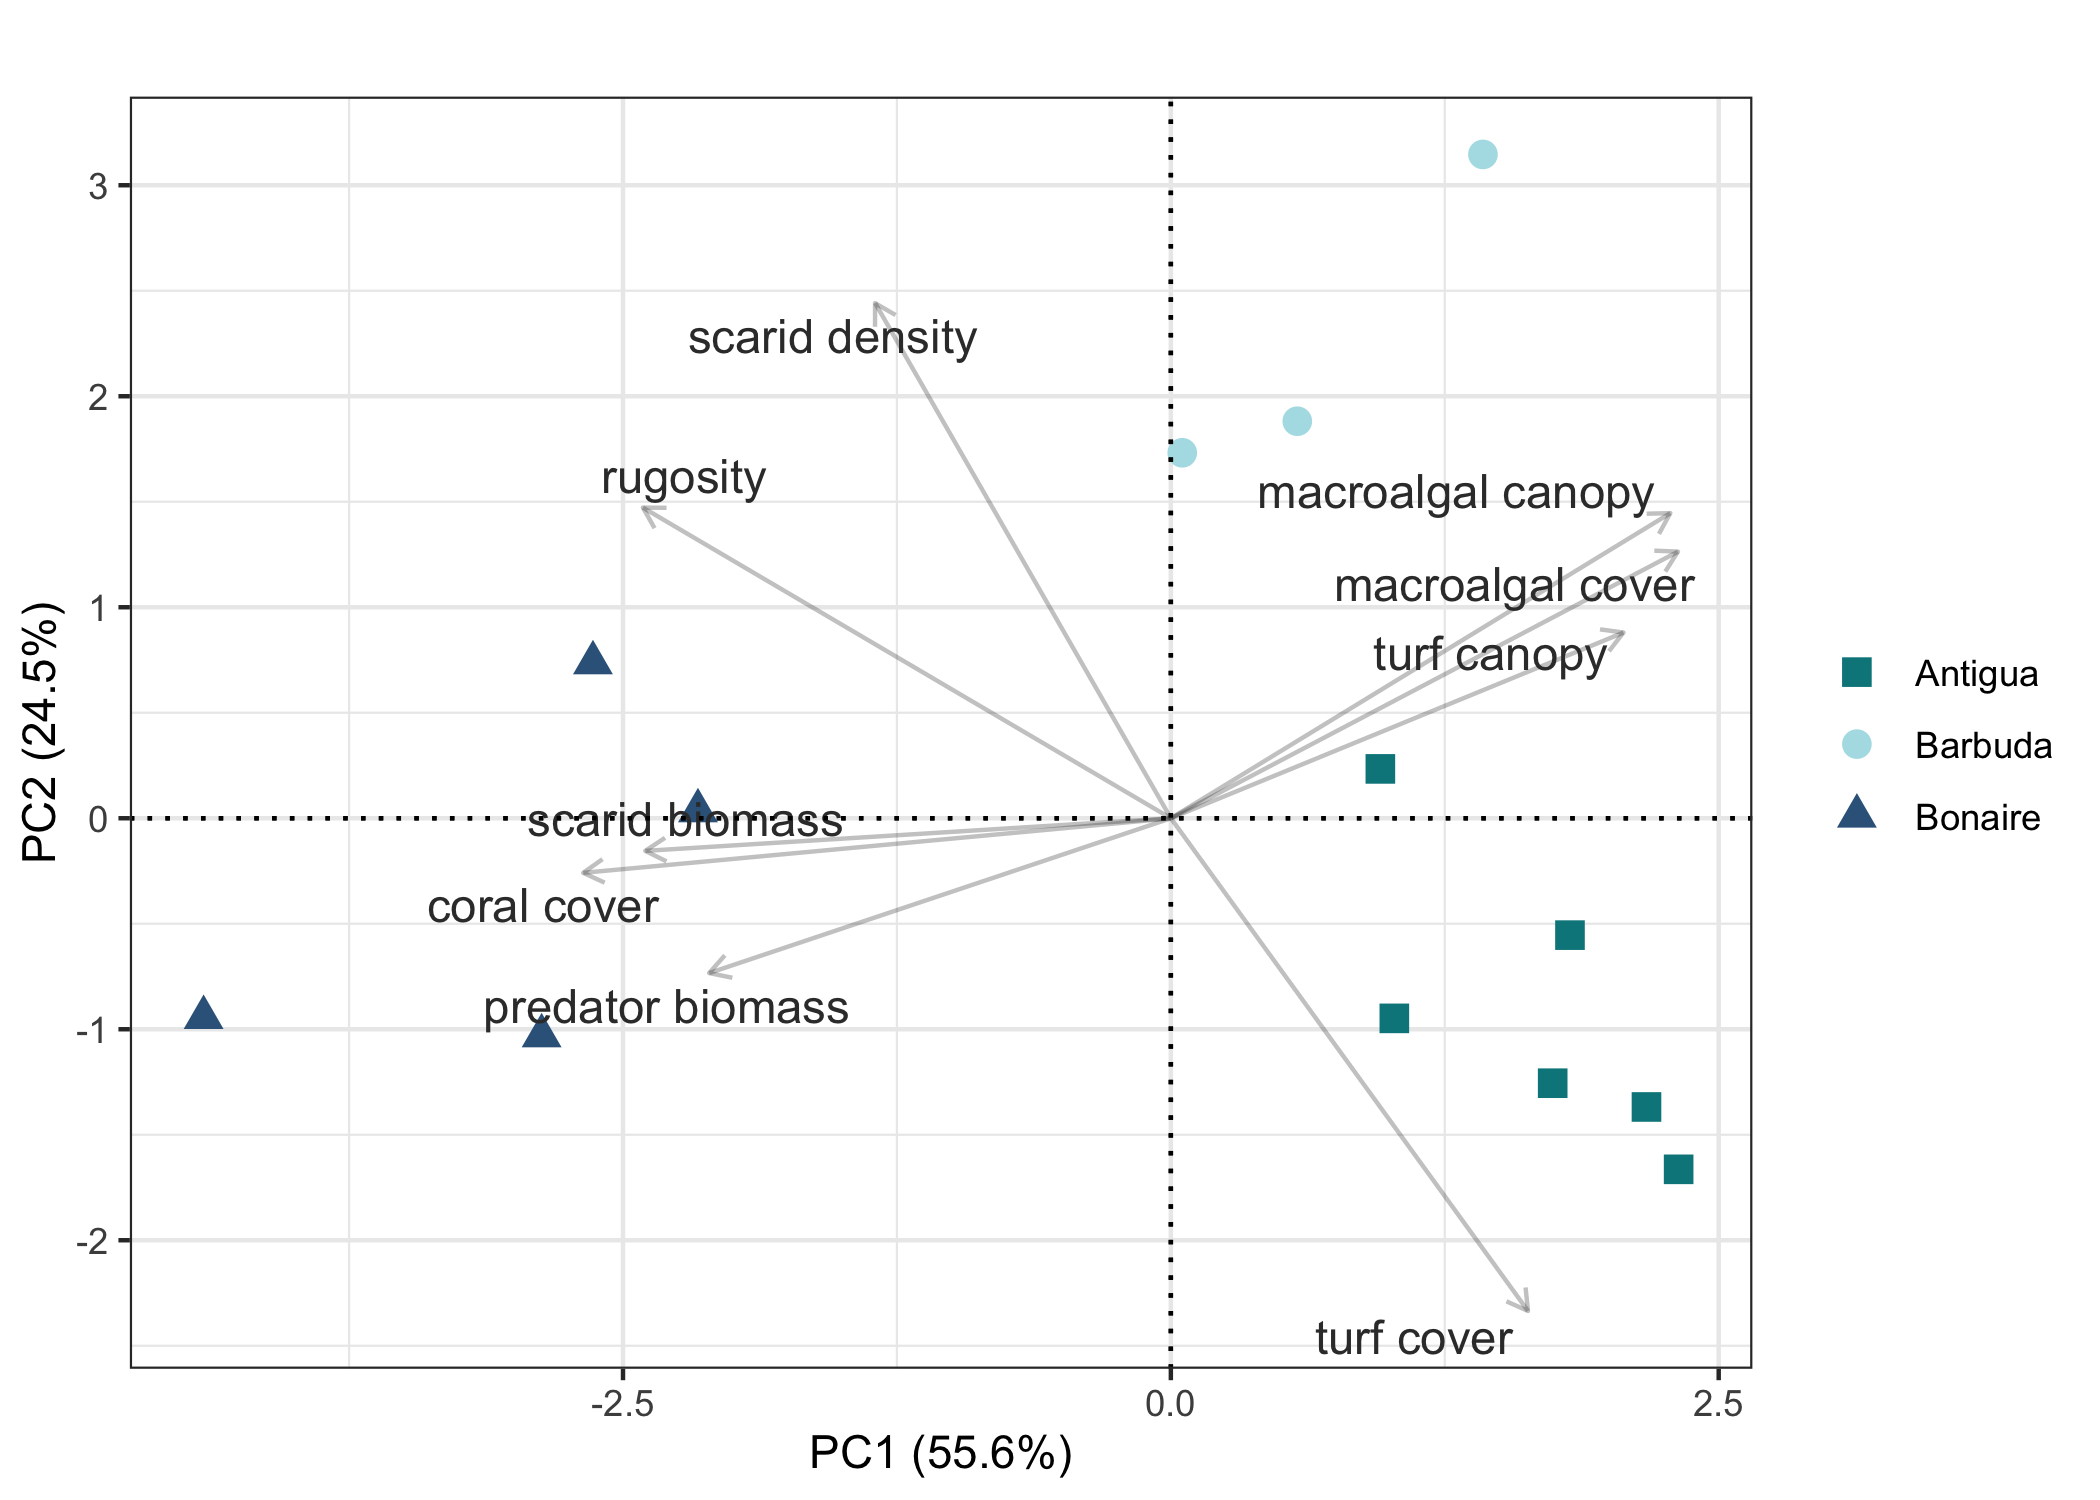 3
2
1
0
-1
-2
PC2 (24.5%)
scarid density
rugosity
macroalgal canopy
macroalgal cover
turf canopy
scarid biomass
coral cover
predator biomass
turf cover
-2.5
0.0
2.5
PC1 (55.6%)
Antigua
Barbuda
Bonaire